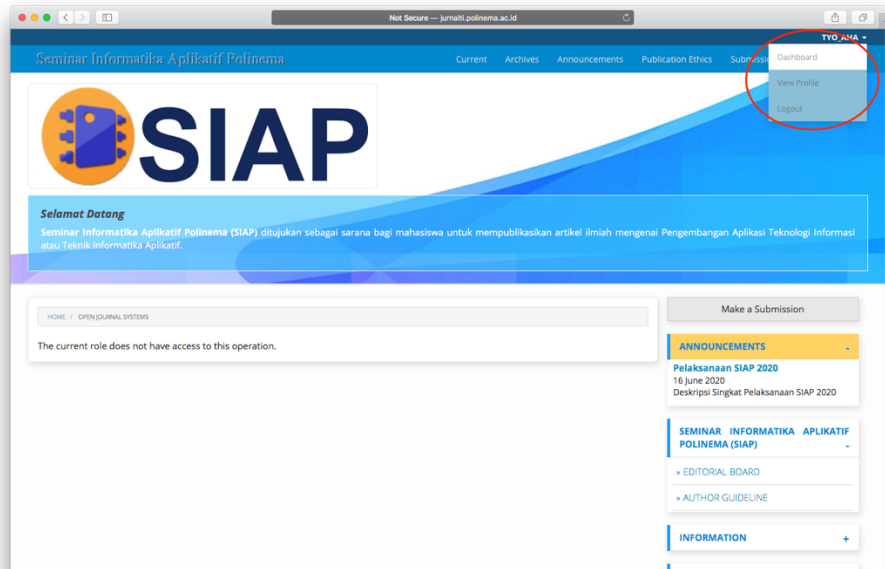 Not Secure — jurnalti.polinema.ac.id
TYO_AHA
Seminar Informatika Aplikatif Polinema
Current Archives Announcements Publication Ethics Submissi
Dashboard
View Profile
Logout
SIAP
Selamat Datang
Seminar Informatika Aplikatif Polinema (SIAP) ditujukan sebagai sarana bagi mahasiswa untuk mempublikasikan artikel ilmiah mengenai Pengembangan Aplikasi Teknologi Informasi
atau Teknik Informatika Aplikatif.
HOME / OPEN JOURNAL SYSTEMS
The current role does not have access to this operation.
Make a Submission
ANNOUNCEMENTS -
Pelaksanaan SIAP 2020
16 June 2020
Deskripsi Singkat Pelaksanaan SIAP 2020
SEMINAR INFORMATIKA APLIKATIF
POLINEMA (SIAP) -
» EDITORIAL BOARD
» AUTHOR GUIDELINE
INFORMATION +